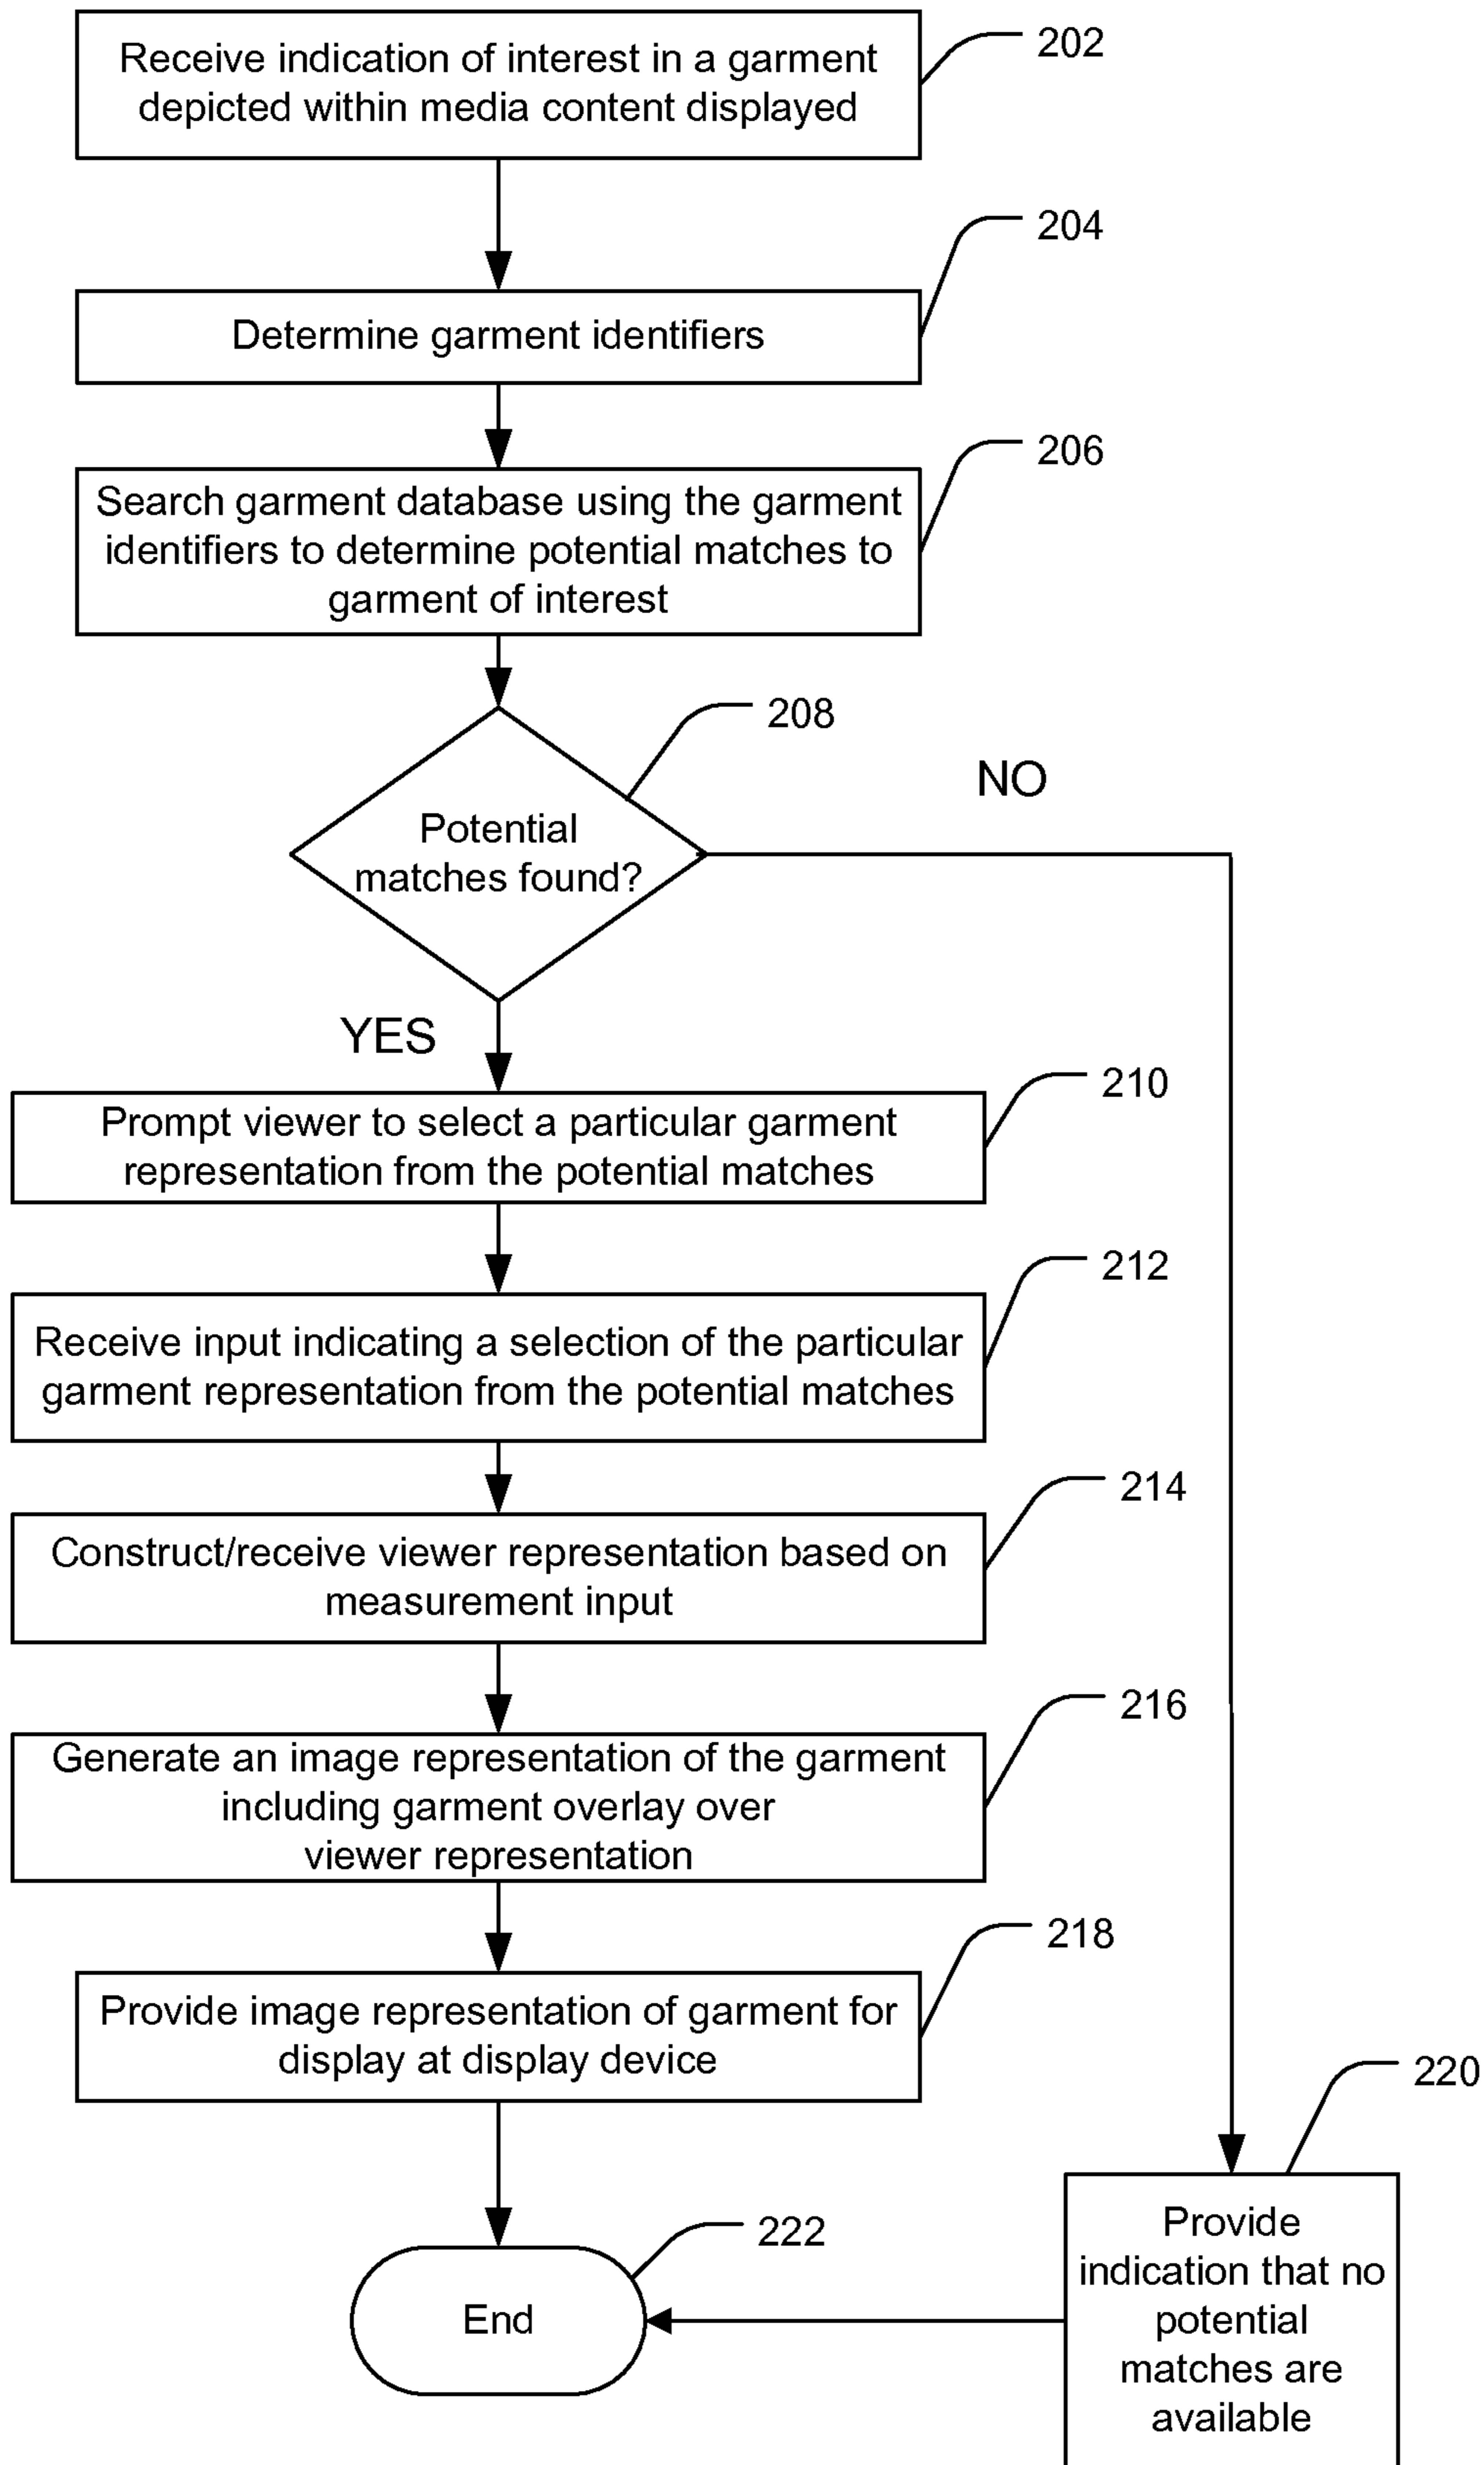 Receive indication of interest in a garment
depicted within media content displayed
202
Determine garment identifiers
204
Search garment database using the garment
identifiers to determine potential matches to
garment of interest
206
Potential
matches found?
208
NO
YES
Prompt viewer to select a particular garment
representation from the potential matches
210
Receive input indicating a selection of the particular
garment representation from the potential matches
212
Construct/receive viewer representation based on
measurement input
214
Generate an image representation of the garment
including garment overlay over
viewer representation
216
Provide image representation of garment for
display at display device
218
Provide
indication that no
potential
matches are
available
220
End
222